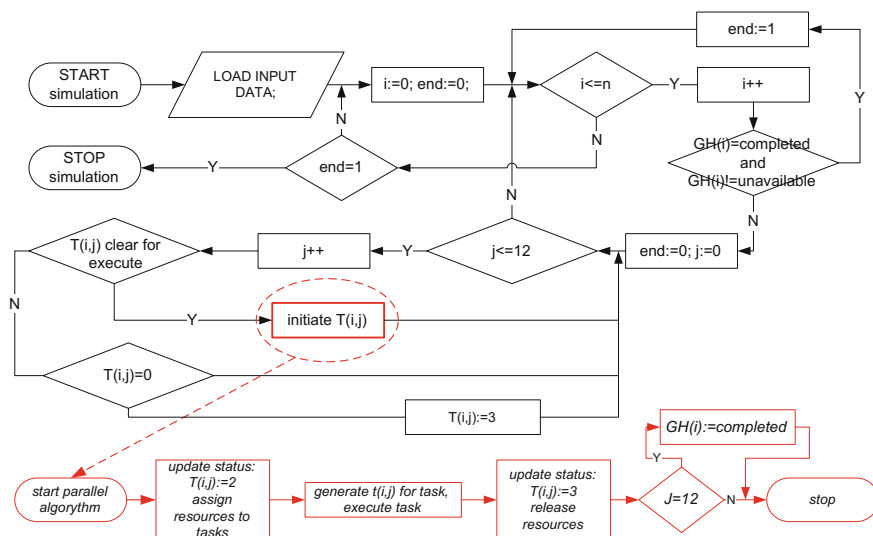 end:=1
START
simulation
LOAD INPUT
DATA;
i:=0; end:=0;
i<=n
Y
i++
Y
N
N
STOP
simulation
Y
end=1
GH(i)=completed
and
GH(i)!=unavailable
N
N
T(i,j) clear for
execute
j++
Y
j<=12
end:=0; j:=0
N
Y
initiate T(i,j)
T(i,j)=0
T(i,j):=3
GH(i):=completed
Y
start parallel
algorythm
update status:
T(i,j):=2
assign
resources to
tasks
generate t(i,j) for task,
execute task
update status:
T(i,j):=3
release
resources
J=12
N
stop